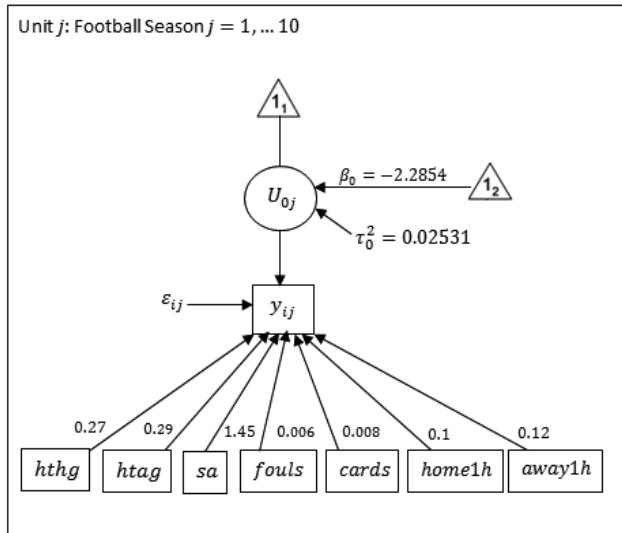 Unit j: Football Season j = 1, … 10
1₁
β₀ = −2.2854
1₂
U₀ⱼ
τ₀² = 0.02531
εᵢⱼ
yᵢⱼ
0.27 0.29 1.45 0.006 0.008 0.1 0.12
hthg htag sa fouls cards home1h away1h